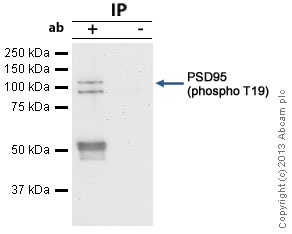 IP
ab + -
250 kDa
150 kDa
100 kDa
75 kDa
50 kDa
37 kDa
PSD95
(phospho T19)
Copyright (c) 2013 Abcam plc